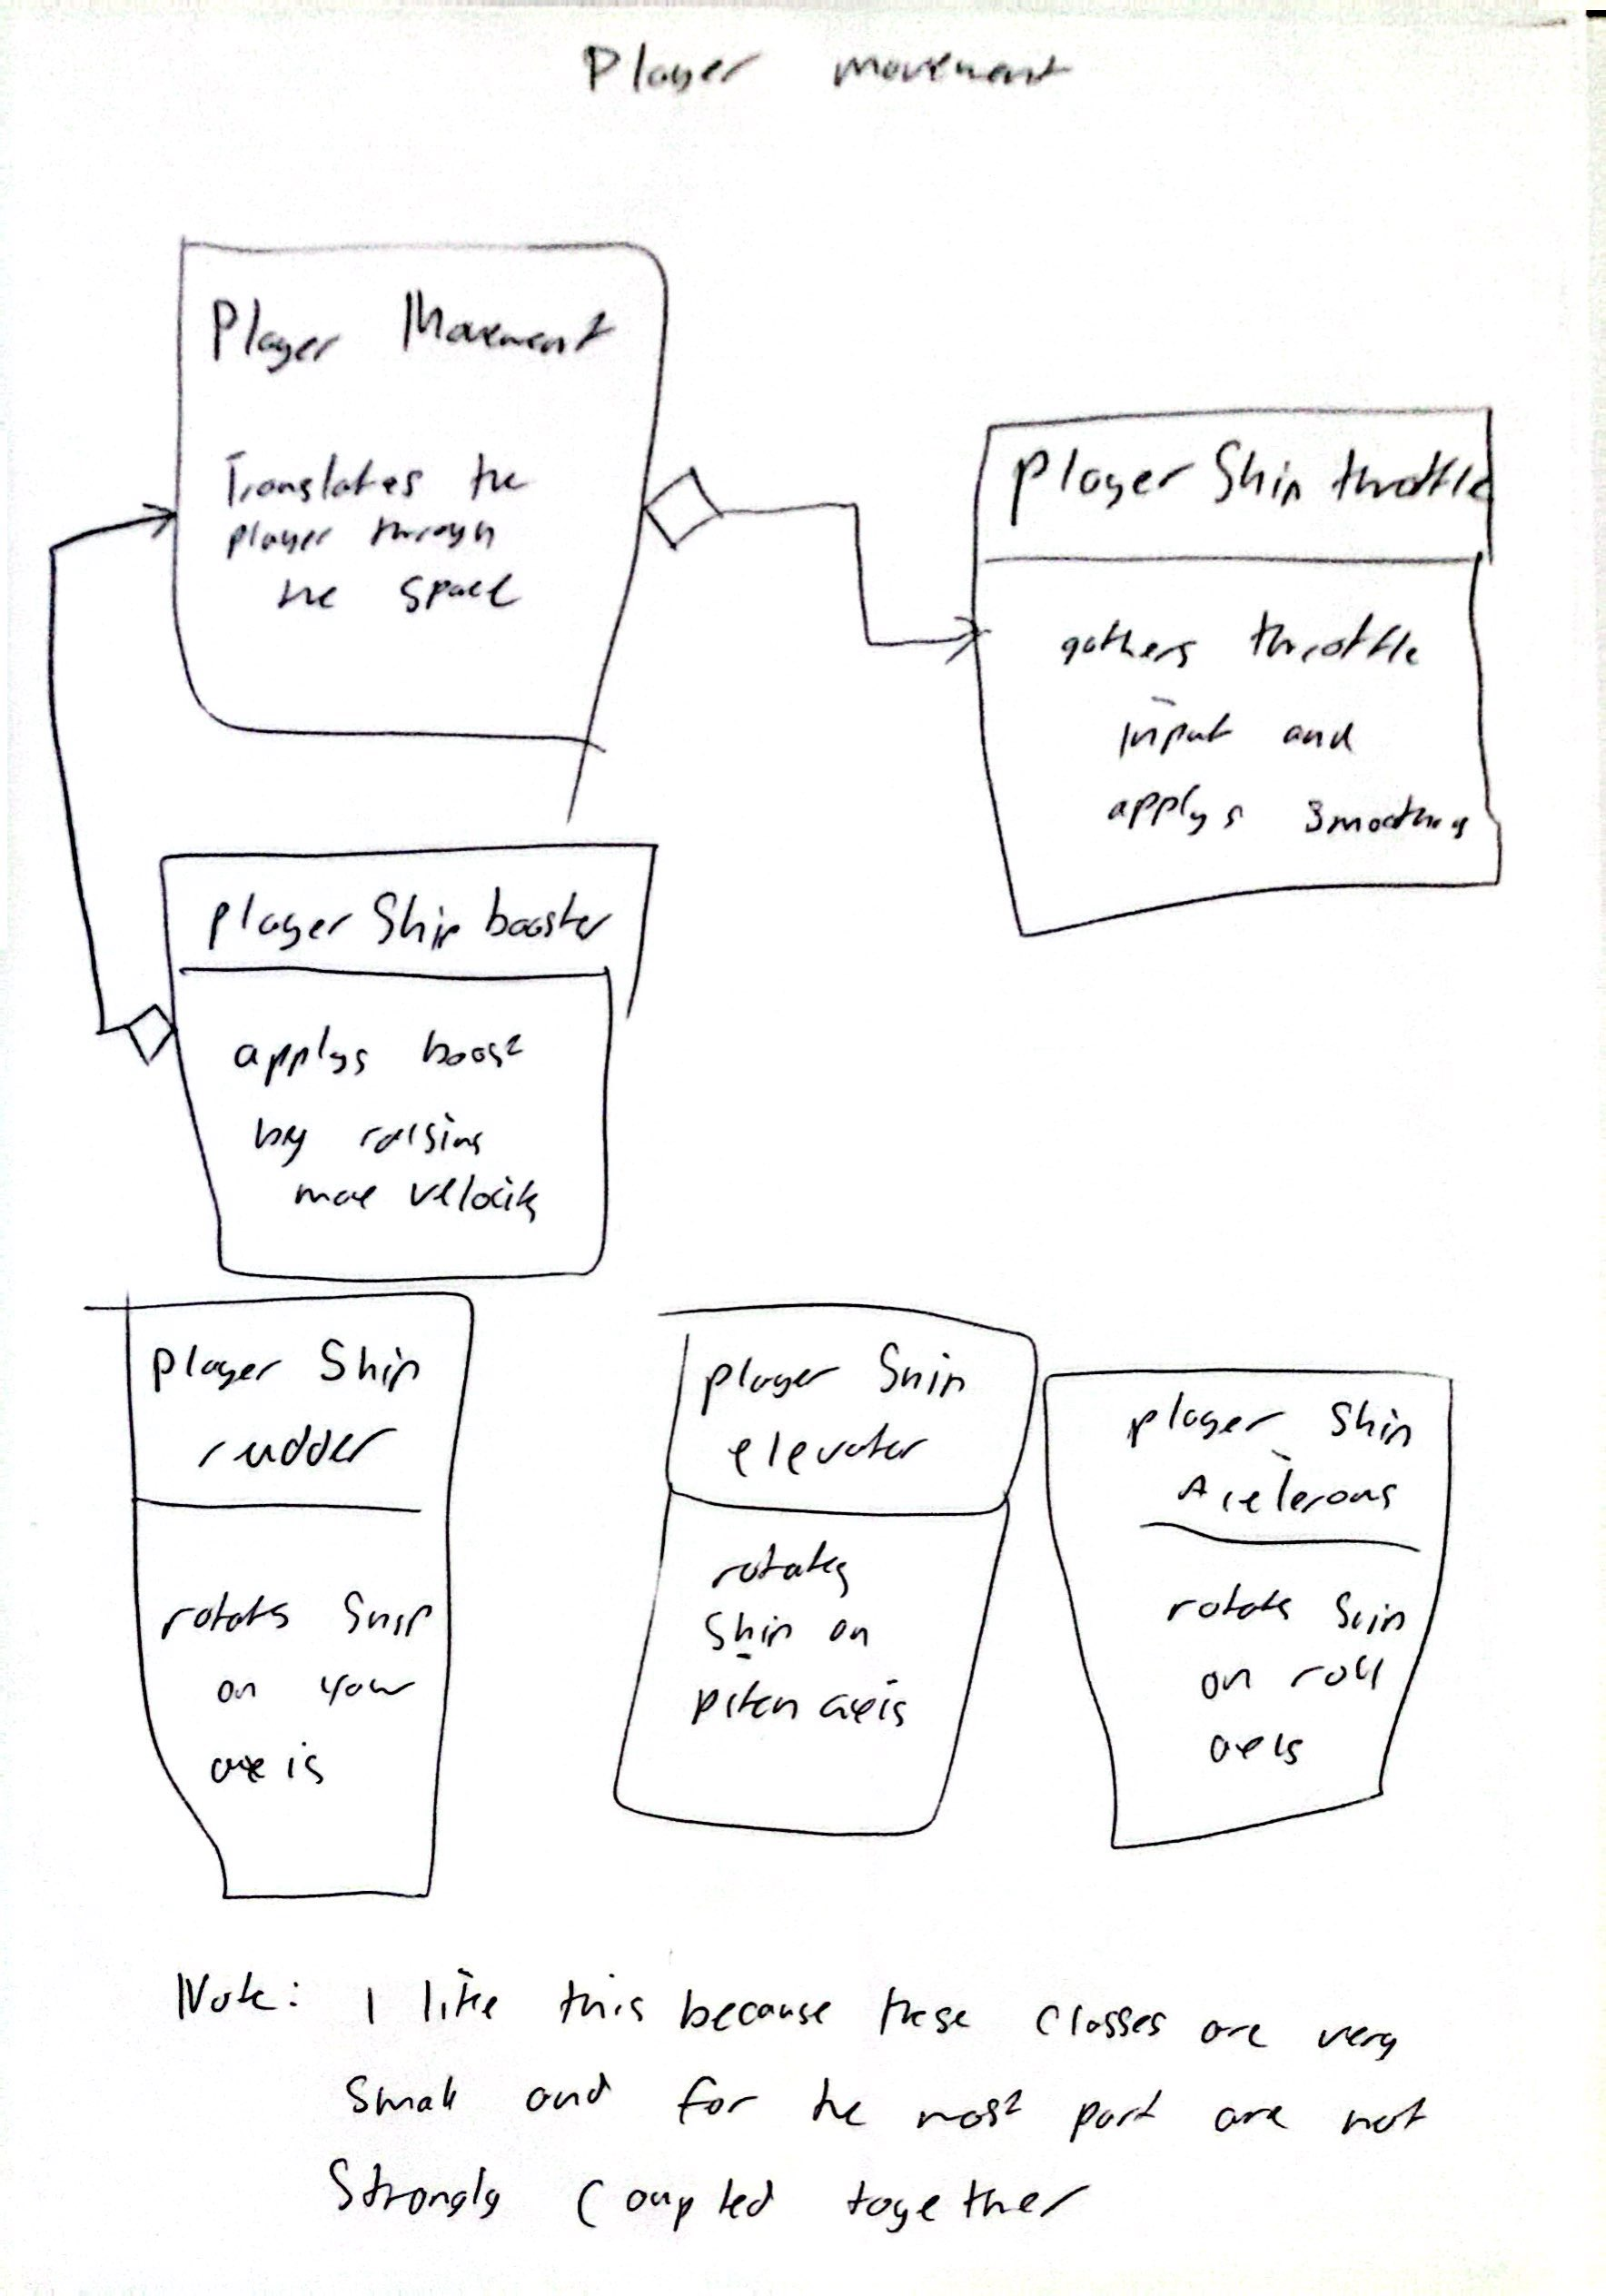 Player movement
Player Movement
Translates the
player through
the space
player Ship throttle
gathers throttle
input and
applys smoothing
player Ship booster
applys boost
by raising
max velocity
player Ship
rudder
rotates Ship
on yaw
axis
player Ship
elevator
rotates
Ship on
pitch axis
player Ship
rotates Ship
on roll
axis
Note: I like this because these classes are very
small and for the most part are not
Strongly Coupled together